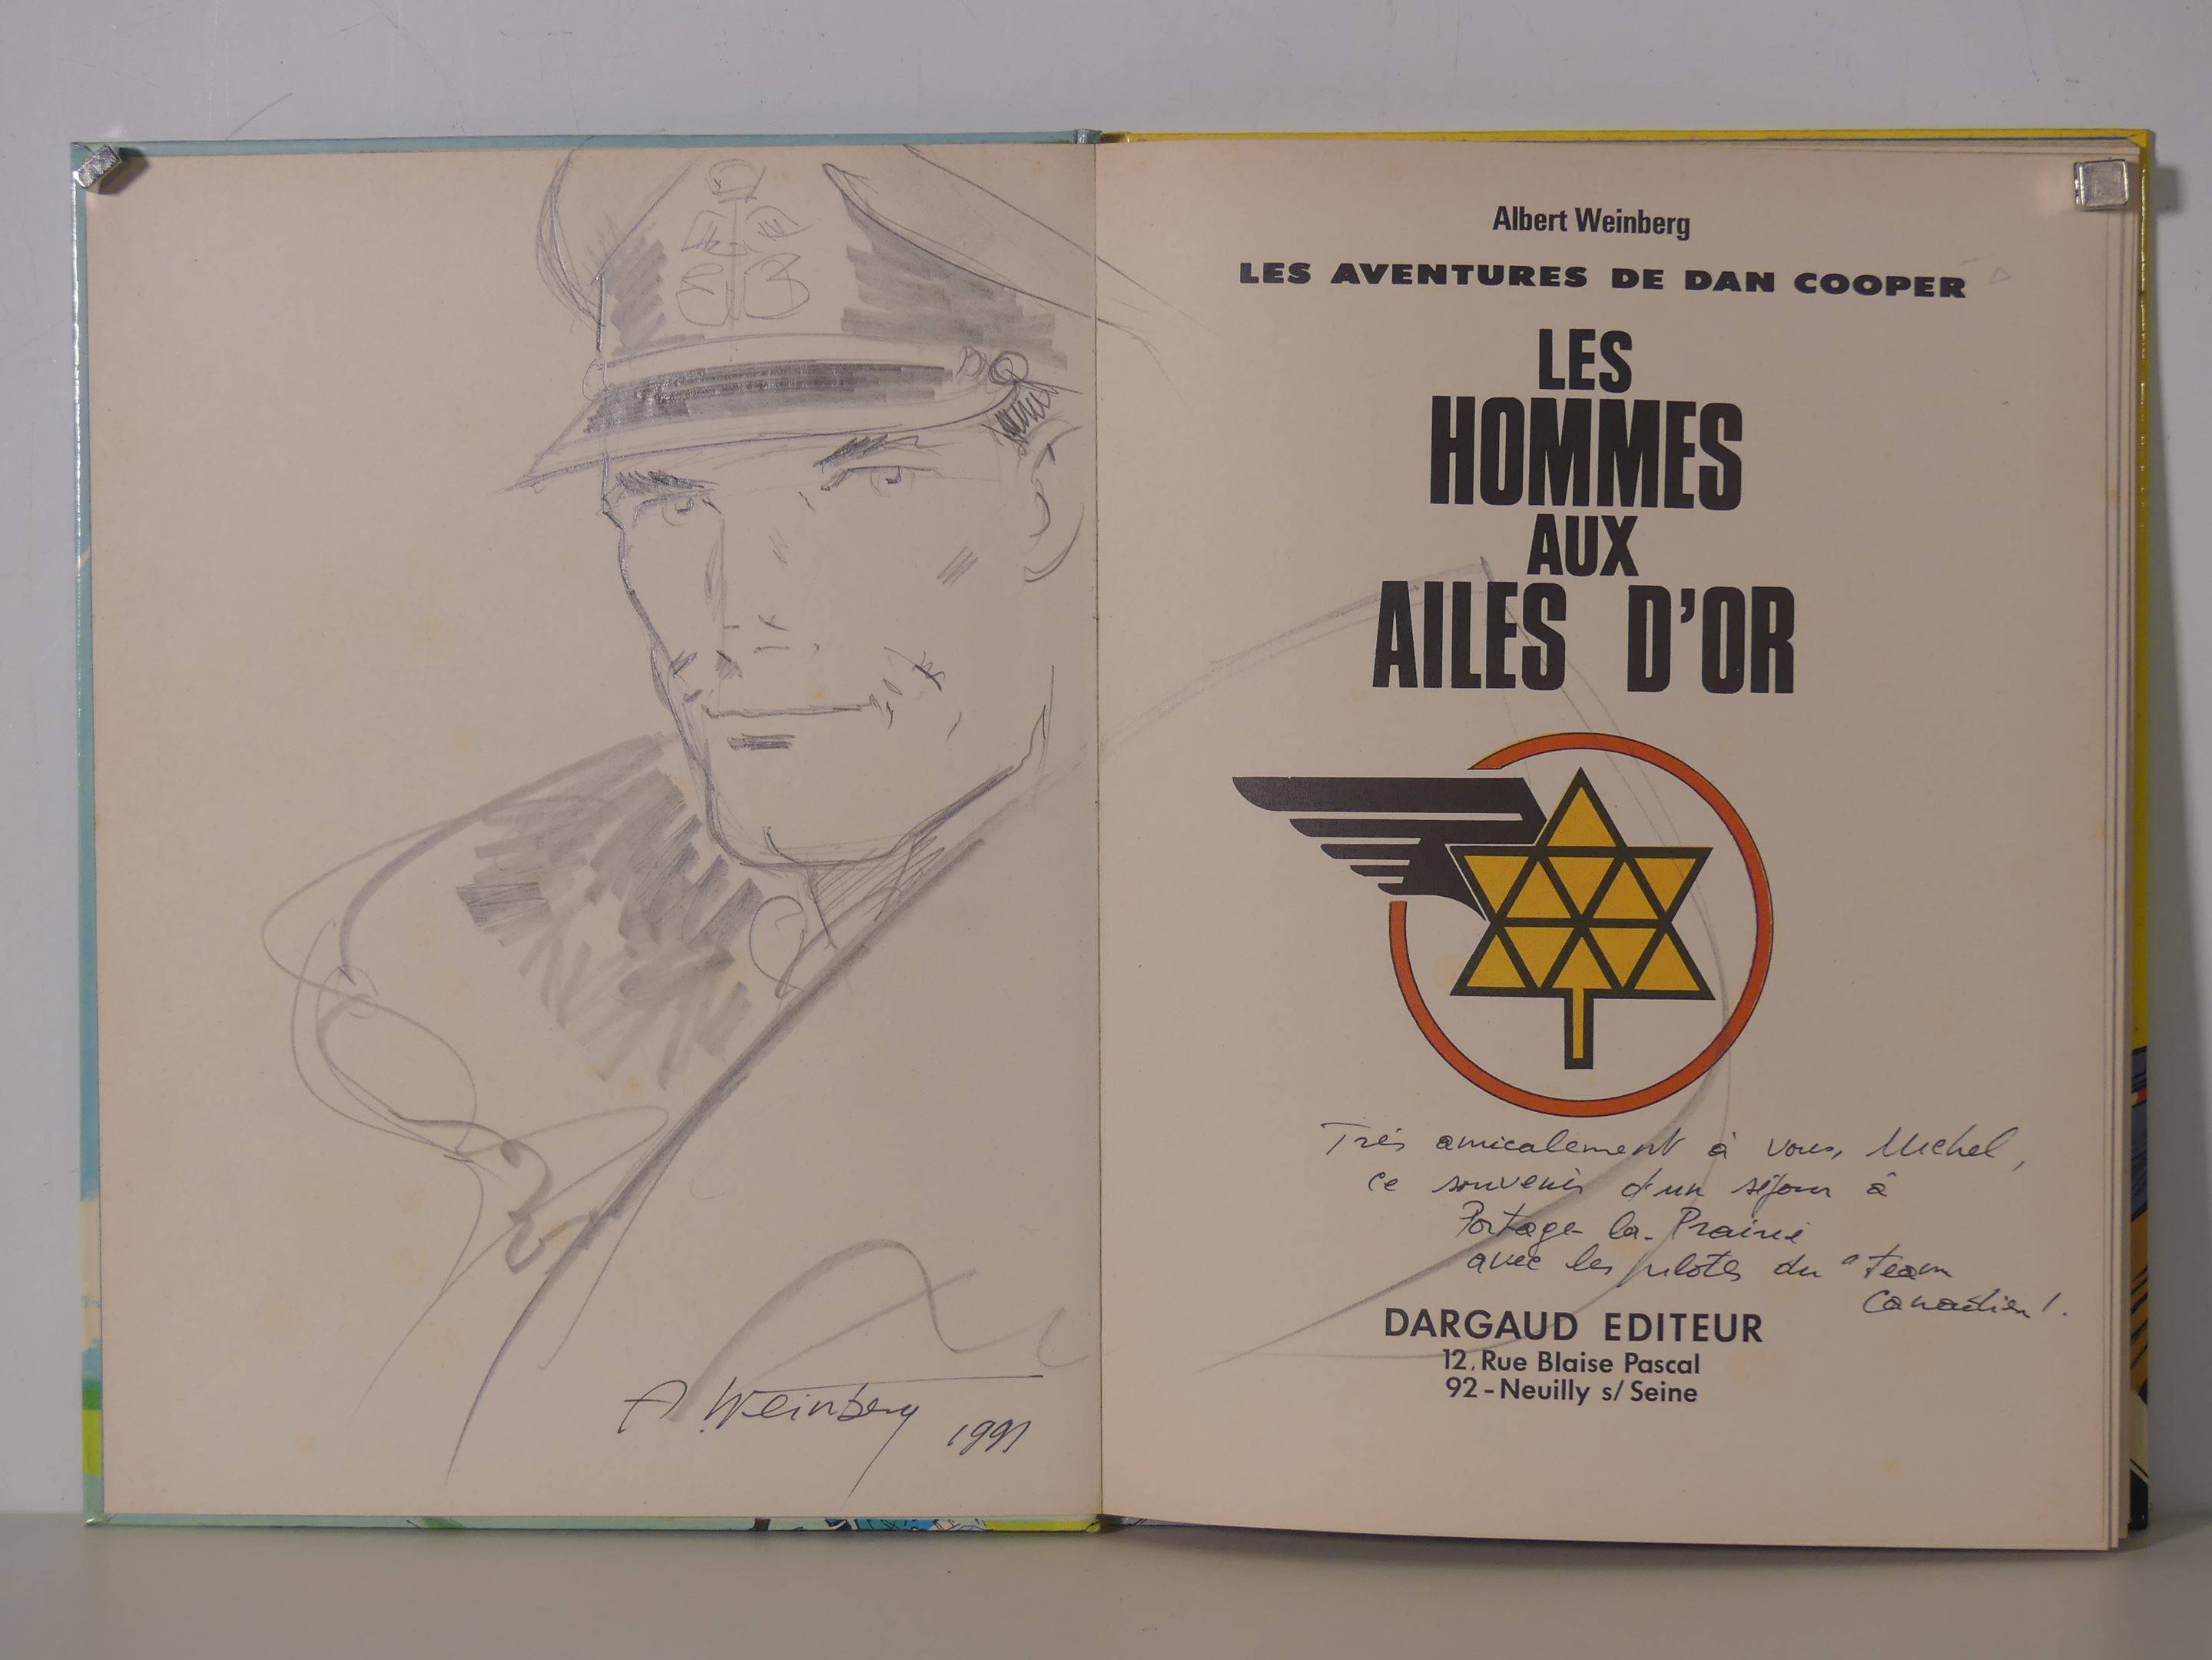 A. Weinberg 1991
Albert Weinberg
LES AVENTURES DE DAN COOPER
LES
HOMMES
AUX
AILES D'OR
Très amicalement à vous, Michel,
ce souvenir d'un séjour à
Portage-la-Prairie
avec les pilotes du "team
Canadien!.
DARGAUD EDITEUR
12, Rue Blaise Pascal
92-Neuilly s/ Seine